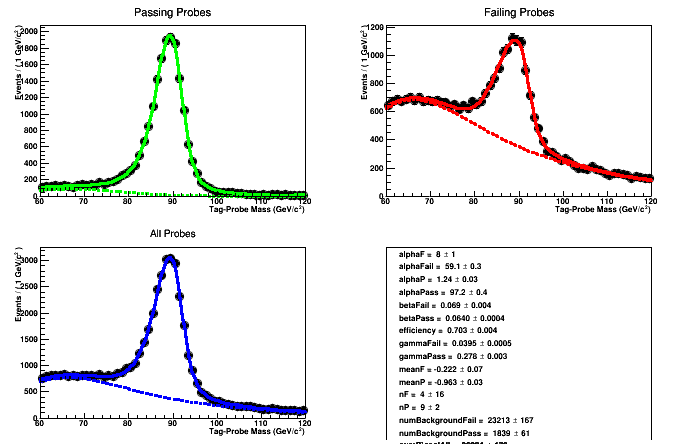 Passing Probes
Events / ( 1 GeV/c² )
2000
1800
1600
1400
1200
1000
800
600
400
200
0
60 70 80 90 100 110 120
Tag-Probe Mass (GeV/c²)
Failing Probes
Events / ( 1 GeV/c² )
1200
1000
800
600
400
200
0
60 70 80 90 100 110 120
Tag-Probe Mass (GeV/c²)
All Probes
Events / ( 1 GeV/c² )
3000
2500
2000
1500
1000
500
0
60 70 80 90 100 110 120
Tag-Probe Mass (GeV/c²)
alphaF = 8 ± 1
alphaFail = 59.1 ± 0.3
alphaP = 1.24 ± 0.03
alphaPass = 97.2 ± 0.4
betaFail = 0.069 ± 0.004
betaPass = 0.0640 ± 0.0004
efficiency = 0.703 ± 0.004
gammaFail = 0.0395 ± 0.0005
gammaPass = 0.278 ± 0.003
meanF = -0.222 ± 0.07
meanP = -0.963 ± 0.03
nF = 4 ± 16
nP = 9 ± 2
numBackgroundFail = 23213 ± 167
numBackgroundPass = 1839 ± 61